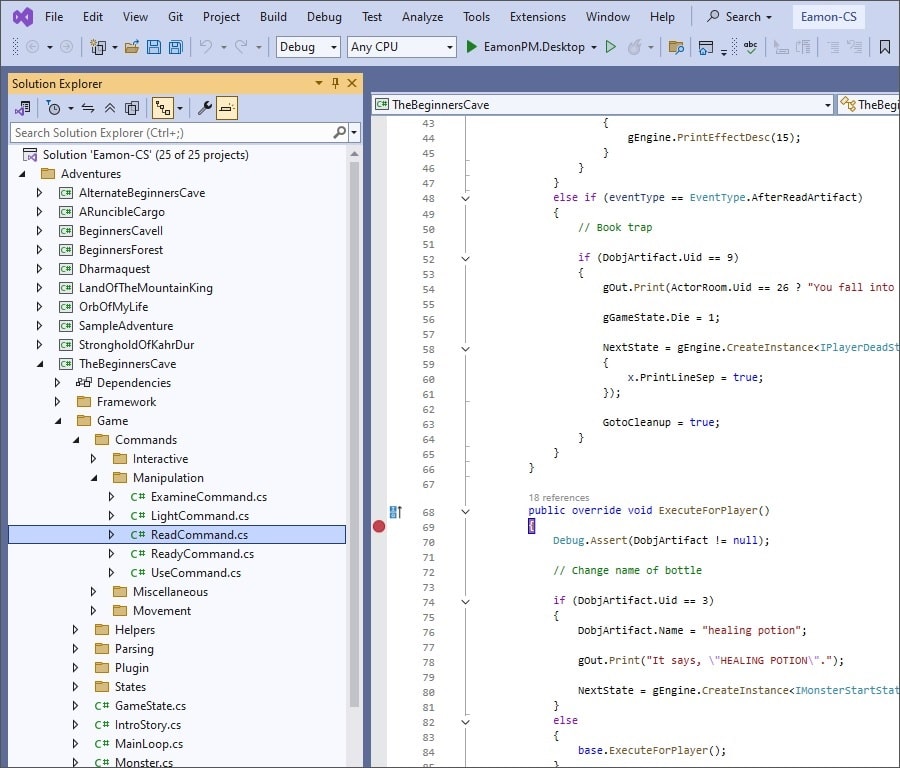 File Edit View Git Project Build Debug Test Analyze Tools Extensions Window Help Search Eamon-CS
Debug Any CPU EamonPM.Desktop
Solution Explorer
Search Solution Explorer (Ctrl+;)
Solution 'Eamon-CS' (25 of 25 projects)
Adventures
C# AlternateBeginnersCave
C# ARuncibleCargo
C# BeginnersCaveII
C# BeginnersForest
C# Dharmaquest
C# LandOfTheMountainKing
C# OrbOfMyLife
C# SampleAdventure
C# StrongholdOfKahrDur
C# TheBeginnersCave
Dependencies
Framework
Game
Commands
Interactive
Manipulation
C# ExamineCommand.cs
C# LightCommand.cs
C# ReadCommand.cs
C# ReadyCommand.cs
C# UseCommand.cs
Miscellaneous
Movement
Helpers
Parsing
Plugin
States
C# GameState.cs
C# IntroStory.cs
C# MainLoop.cs
C# Monster.cs
C# TheBeginnersCave TheBegi
43 {
44 gEngine.PrintEffectDesc(15);
45 }
46 }
47 }
48 else if (eventType == EventType.AfterReadArtifact)
49 {
50 // Book trap
51
52 if (DobjArtifact.Uid == 9)
53 {
54 gOut.Print(ActorRoom.Uid == 26 ? "You fall into
55
56 gGameState.Die = 1;
57
58 NextState = gEngine.CreateInstance<IPlayerDeadSt
59 {
60 x.PrintLineSep = true;
61 });
62
63 GotoCleanup = true;
64 }
65 }
66 }
67
18 references
68 public override void ExecuteForPlayer()
69 {
70 Debug.Assert(DobjArtifact != null);
71
72 // Change name of bottle
73
74 if (DobjArtifact.Uid == 3)
75 {
76 DobjArtifact.Name = "healing potion";
77
78 gOut.Print("It says, \"HEALING POTION\".");
79
80 NextState = gEngine.CreateInstance<IMonsterStartStat
81 }
82 else
83 {
84 base.ExecuteForPlayer();
85 }